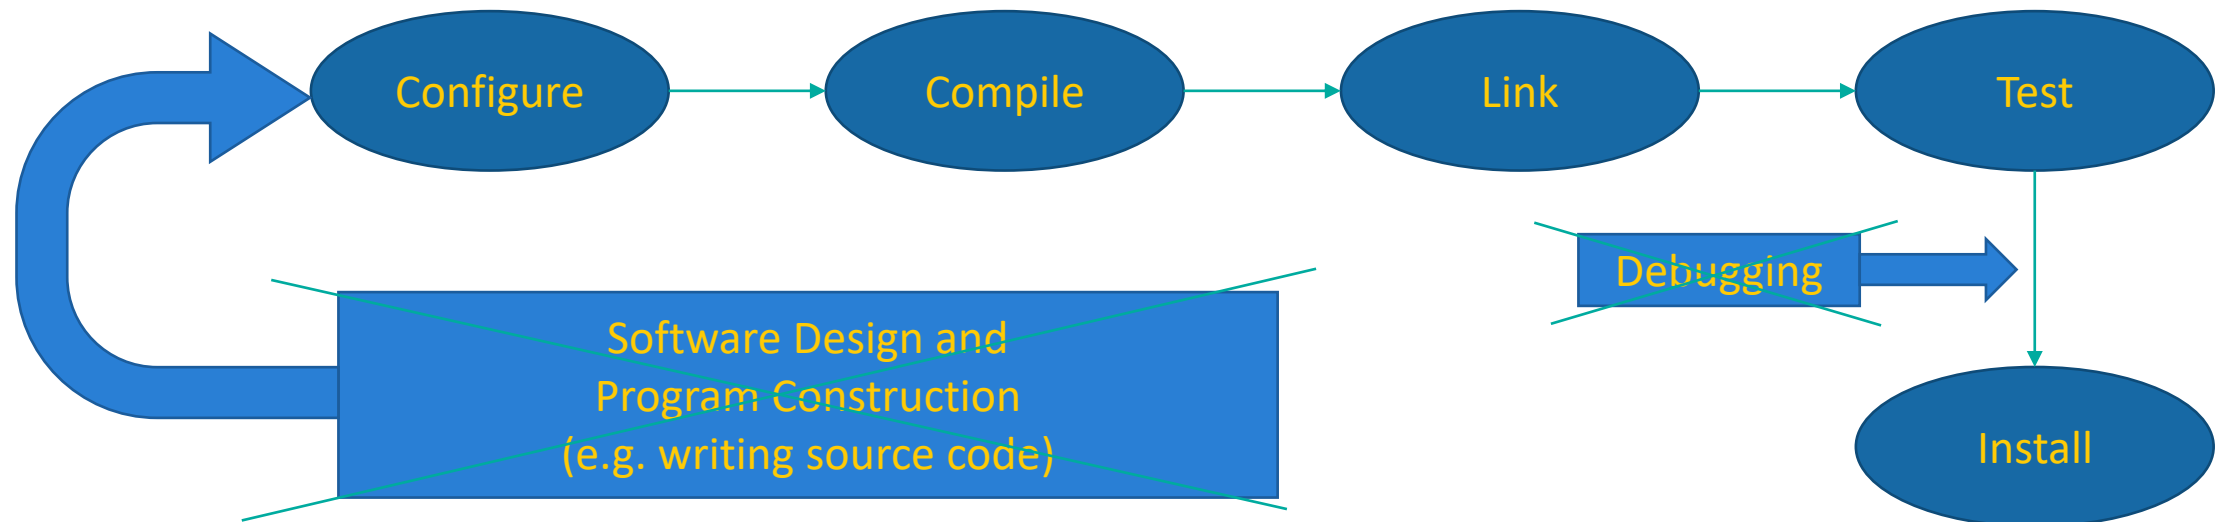 Configure
Compile
Link
Test
Debugging
Software Design and
Program Construction
(e.g. writing source code)
Install